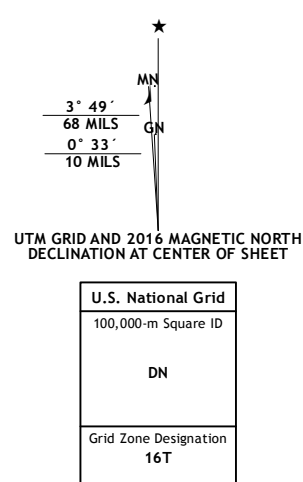 ★
MN
3° 49´
68 MILS
GN
0° 33´
10 MILS
UTM GRID AND 2016 MAGNETIC NORTH
DECLINATION AT CENTER OF SHEET
U.S. National Grid
100,000-m Square ID
DN
Grid Zone Designation
16T